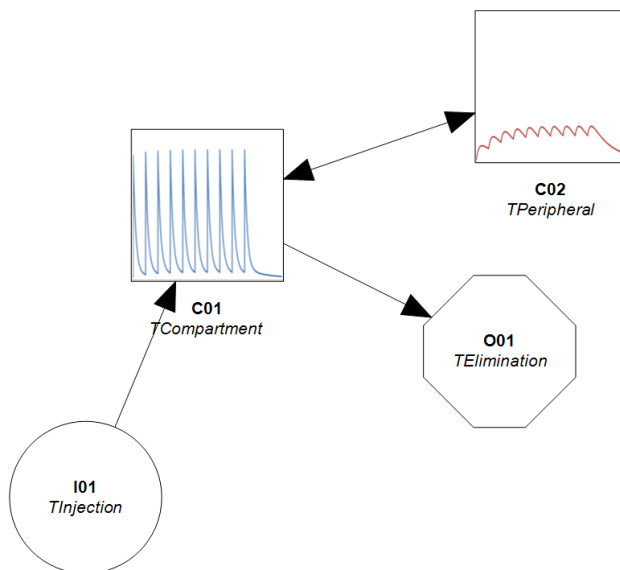 C02
TPeripheral
C01
TCompartment
O01
TElimination
I01
TInjection